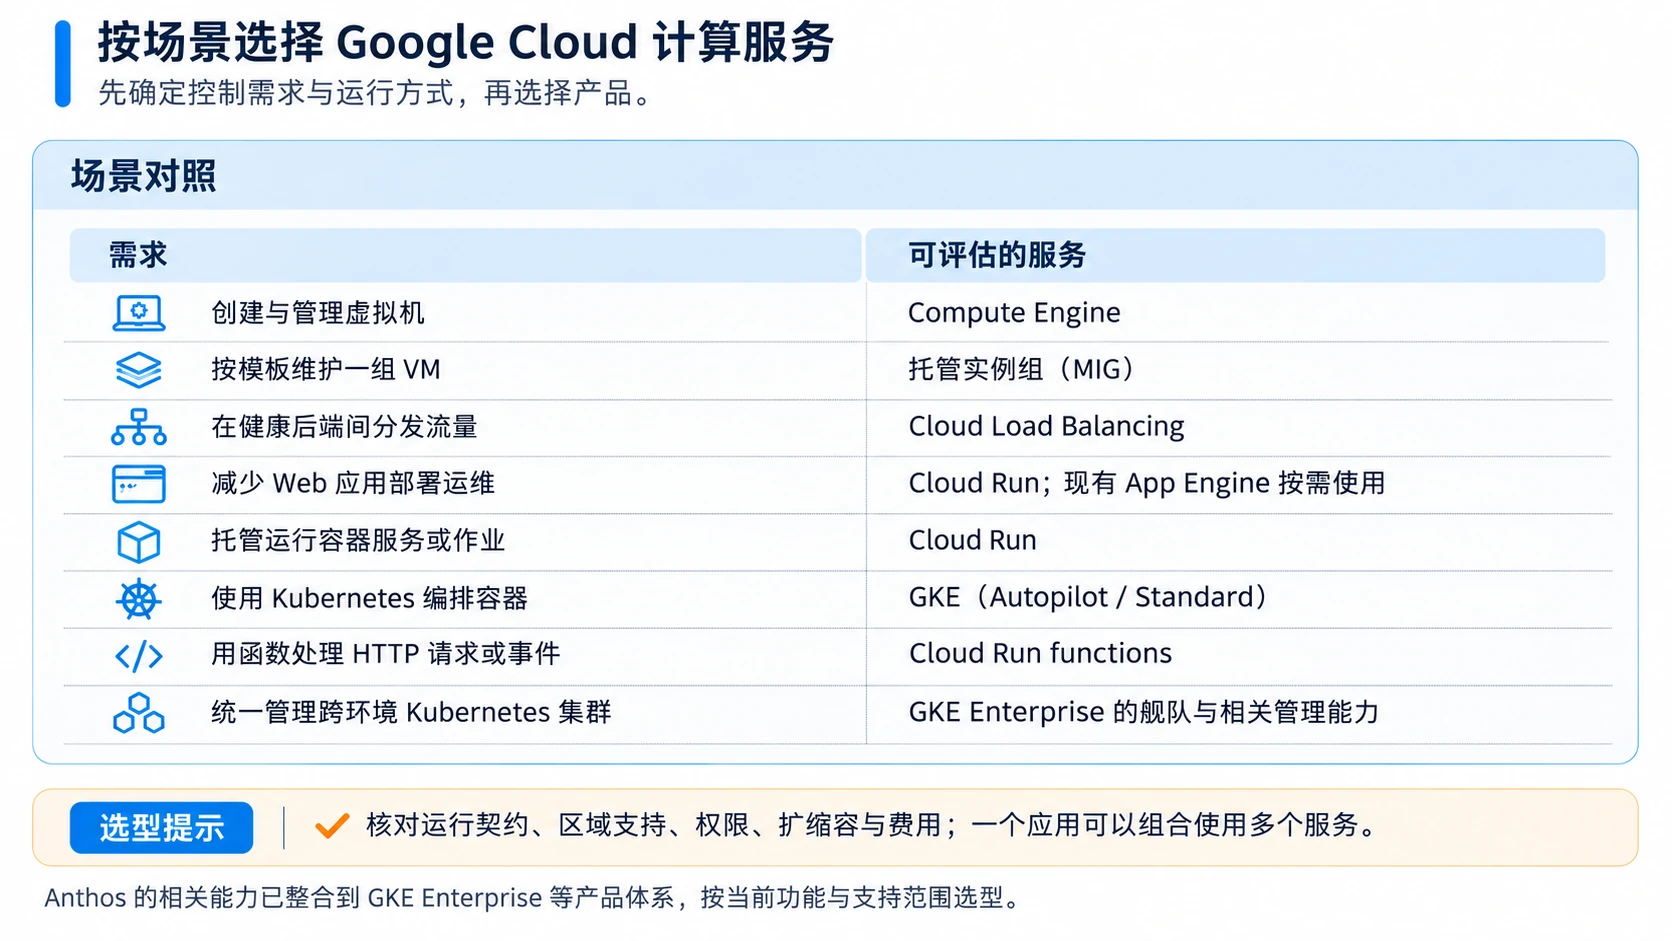 按场景选择 Google Cloud 计算服务
先确定控制需求与运行方式，再选择产品。
场景对照
需求
可评估的服务
创建与管理虚拟机
Compute Engine
按模板维护一组 VM
托管实例组（MIG）
在健康后端间分发流量
Cloud Load Balancing
减少 Web 应用部署运维
Cloud Run；现有 App Engine 按需使用
托管运行容器服务或作业
Cloud Run
使用 Kubernetes 编排容器
GKE（Autopilot / Standard）
用函数处理 HTTP 请求或事件
Cloud Run functions
统一管理跨环境 Kubernetes 集群
GKE Enterprise 的舰队与相关管理能力
选型提示
核对运行契约、区域支持、权限、扩缩容与费用；一个应用可以组合使用多个服务。
Anthos 的相关能力已整合到 GKE Enterprise 等产品体系，按当前功能与支持范围选型。